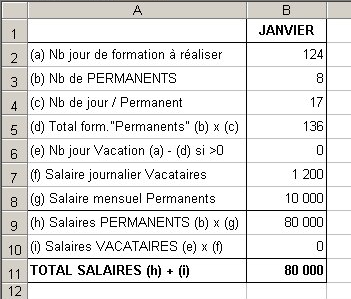 A B
1 JANVIER
2 (a) Nb jour de formation à réaliser 124
3 (b) Nb de PERMANENTS 8
4 (c) Nb de jour / Permanent 17
5 (d) Total form."Permanents" (b) x (c) 136
6 (e) Nb jour Vacation (a) - (d) si >0 0
7 (f) Salaire journalier Vacataires 1 200
8 (g) Salaire mensuel Permanents 10 000
9 (h) Salaires PERMANENTS (b) x (g) 80 000
10 (i) Salaires VACATAIRES (e) x (f) 0
11 TOTAL SALAIRES (h) + (i) 80 000
12